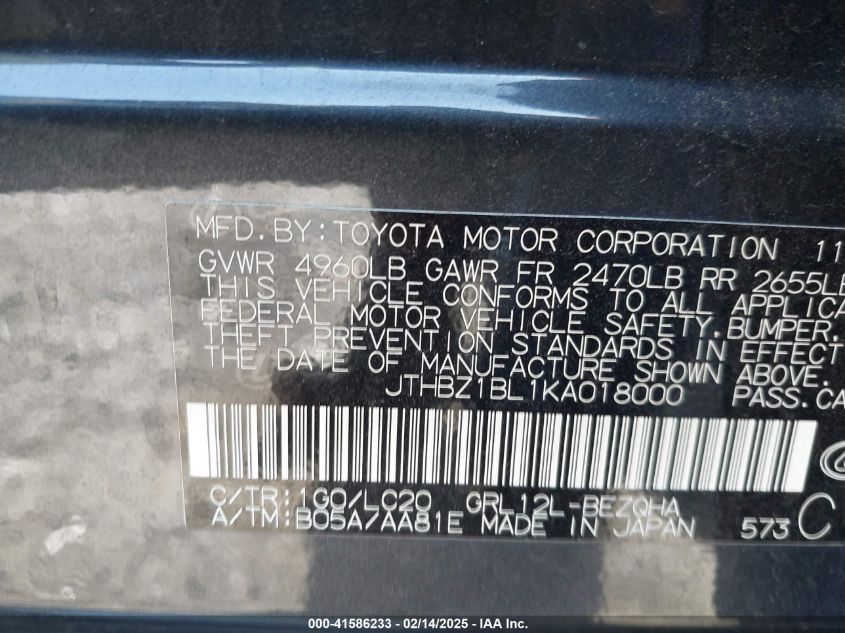 MFD.BY:TOYOTA MOTOR CORPORATION 11
GVWR 4960LB GAWR FR 2470LB RR 2655LB
THIS VEHICLE CONFORMS TO ALL APPLICA
FEDERAL MOTOR VEHICLE SAFETY,BUMPER,
THEFT PREVENTION STANDARDS IN EFFECT
THE DATE OF MANUFACTURE SHOWN ABOVE.
JTHBZ1BL1KA018000 PASS.CA
C/TR:1G0/LC20 GRL12L-BEZQHA
A/TM:B05A/AA81E MADE IN JAPAN 573 C
000-41586233 - 02/14/2025 - IAA Inc.